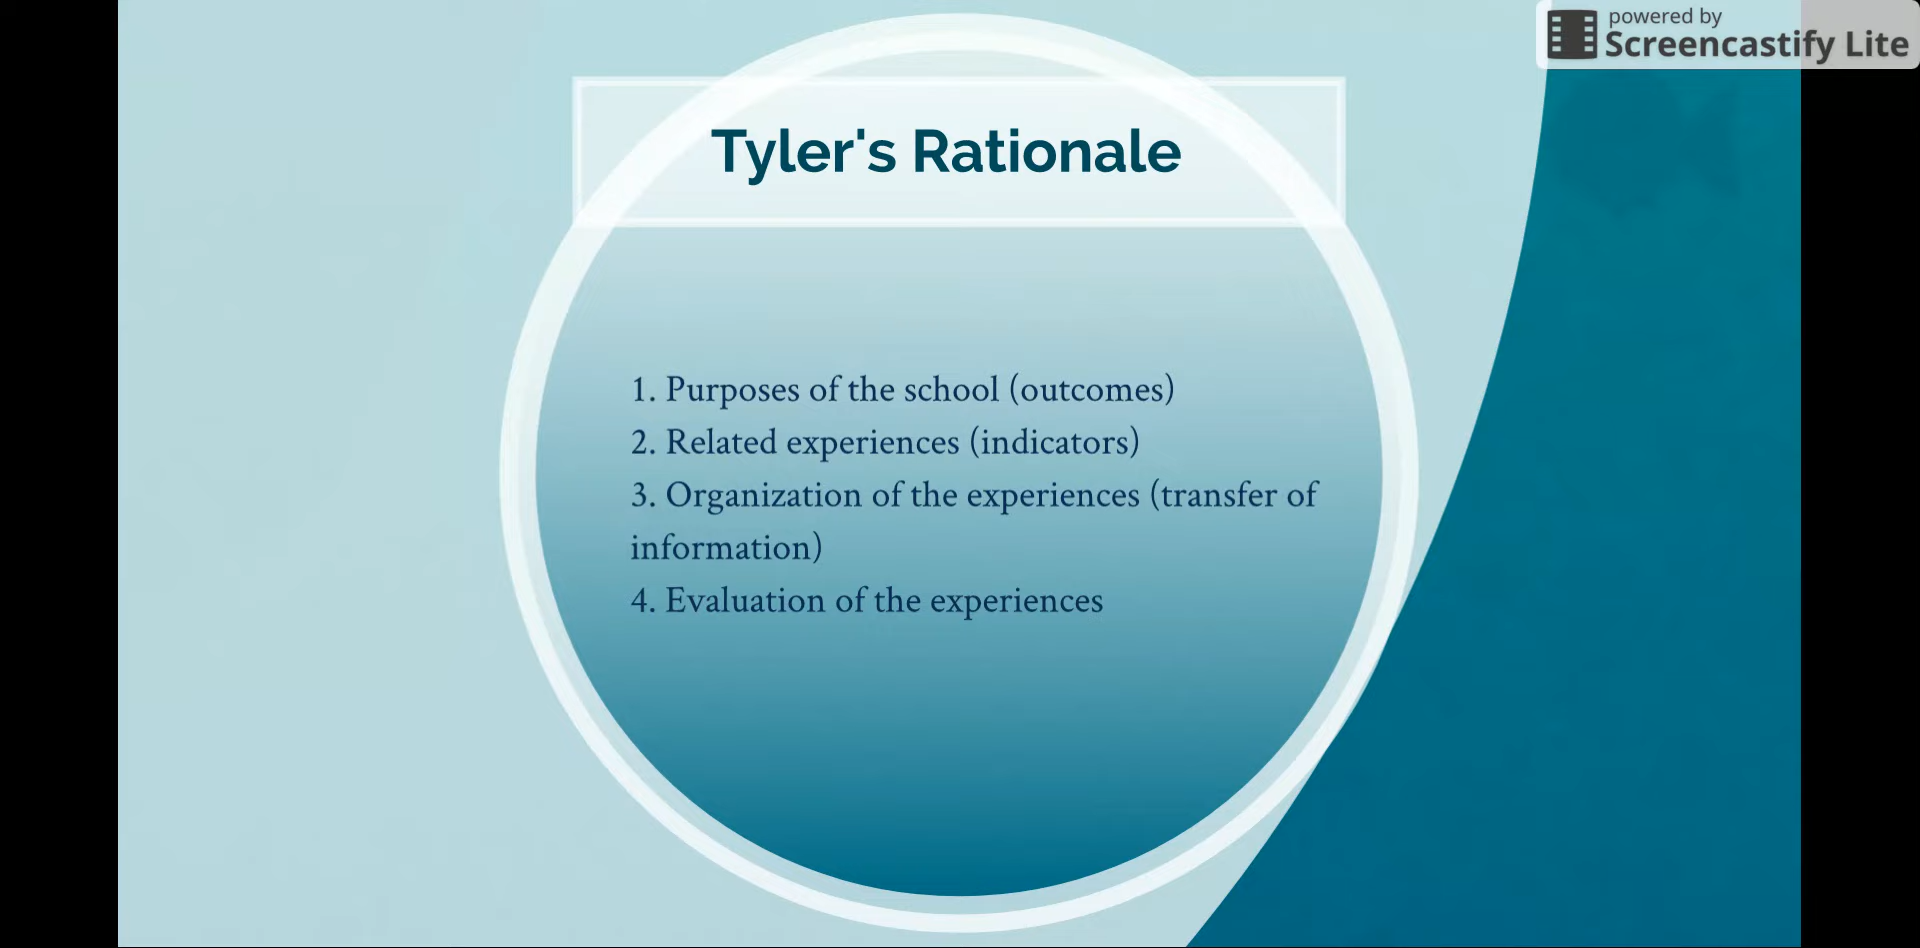 powered by
Screencastify Lite
Tyler's Rationale
1. Purposes of the school (outcomes)
2. Related experiences (indicators)
3. Organization of the experiences (transfer of
information)
4. Evaluation of the experiences